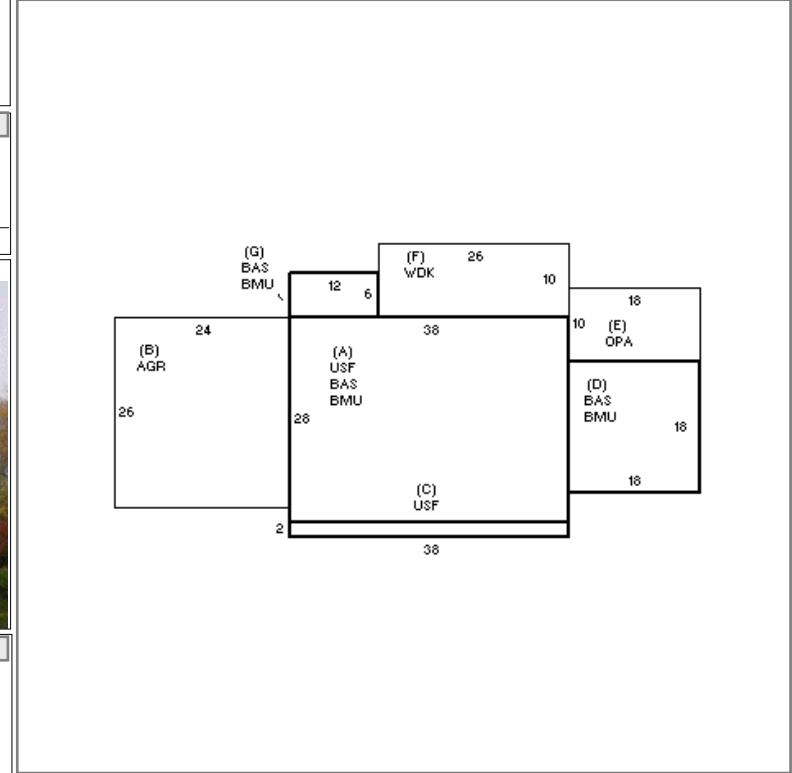 (G)
BAS
BMU
12
6
(F)
WDK
26
10
18
10
(E)
OPA
24
(B)
AGR
26
38
(A)
USF
BAS
BMU
28
(D)
BAS
BMU
18
18
(C)
USF
2
38